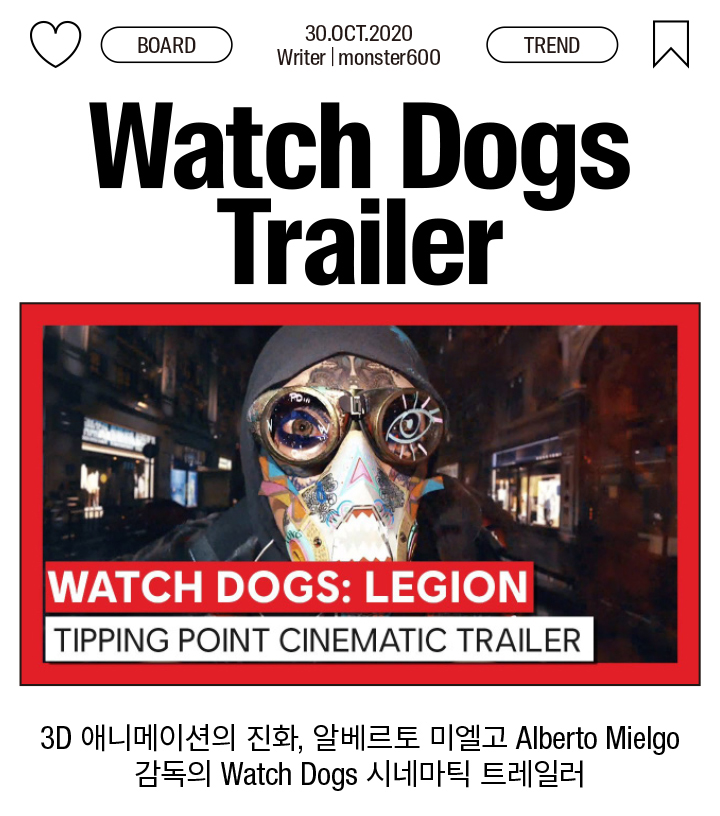 BOARD
30.OCT.2020
Writer | monster600
TREND
Watch Dogs
Trailer
WATCH DOGS: LEGION
TIPPING POINT CINEMATIC TRAILER
3D 애니메이션의 진화, 알베르토 미엘고 Alberto Mielgo
감독의 Watch Dogs 시네마틱 트레일러